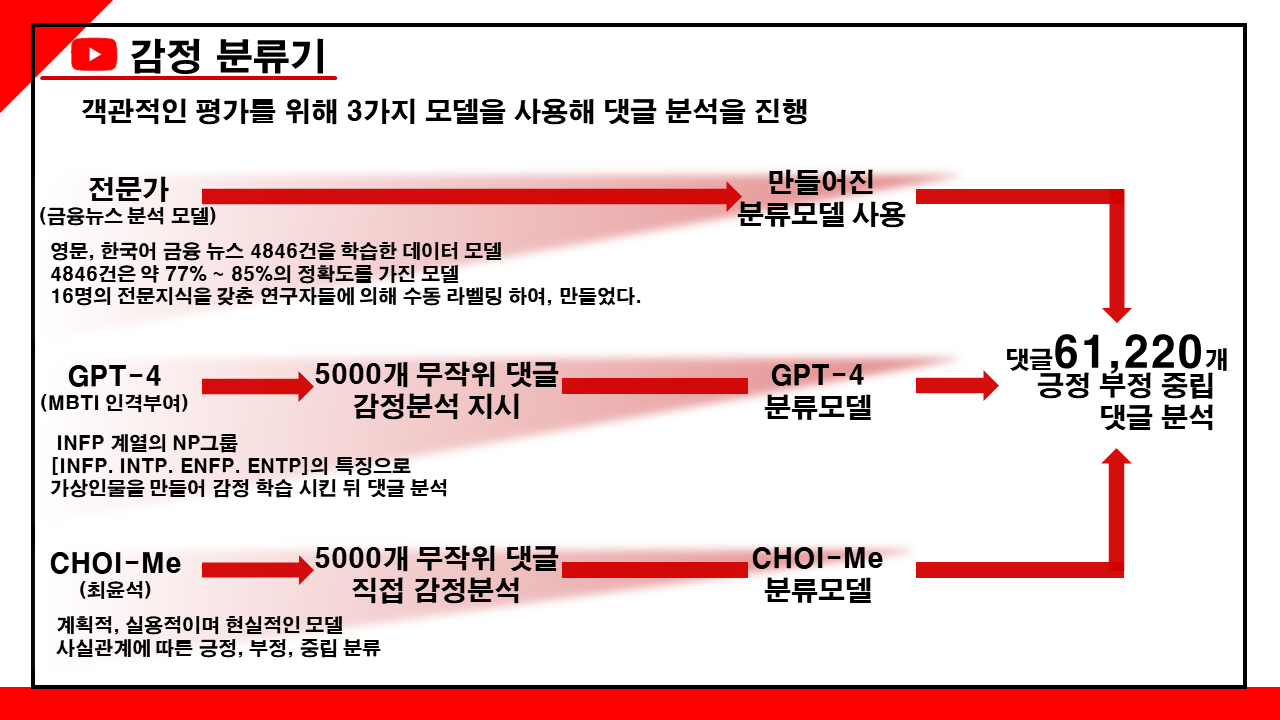 감정 분류기
객관적인 평가를 위해 3가지 모델을 사용해 댓글 분석을 진행
전문가
(금융뉴스 분석 모델)
만들어진
분류모델 사용
영문, 한국어 금융 뉴스 4846건을 학습한 데이터 모델
4846건은 약 77% ~ 85%의 정확도를 가진 모델
16명의 전문지식을 갖춘 연구자들에 의해 수동 라벨링 하여, 만들었다.
GPT-4
(MBTI 인격부여)
5000개 무작위 댓글
감정분석 지시
GPT-4
분류모델
댓글61,220개
긍정 부정 중립
댓글 분석
INFP 계열의 NP그룹
[INFP. INTP. ENFP. ENTP]의 특징으로
가상인물을 만들어 감정 학습 시킨 뒤 댓글 분석
CHOI-Me
(최윤석)
5000개 무작위 댓글
직접 감정분석
CHOI-Me
분류모델
계획적, 실용적이며 현실적인 모델
사실관계에 따른 긍정, 부정, 중립 분류